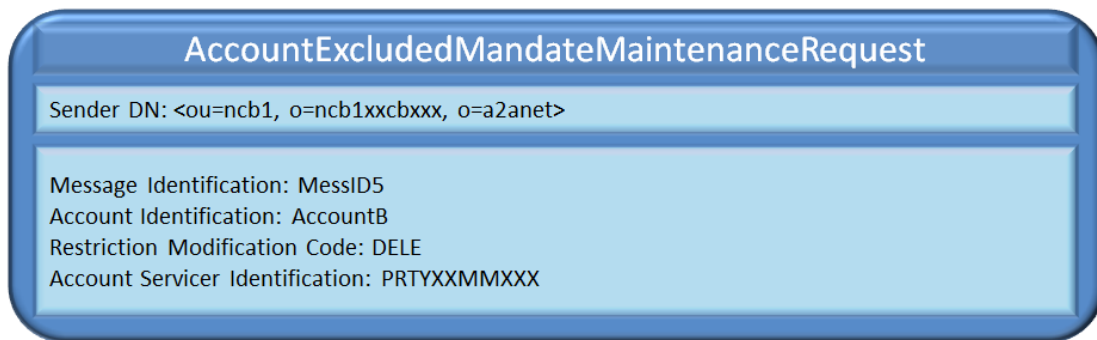 AccountExcludedMandateMaintenanceRequest
Sender DN: <ou=ncb1, o=ncb1xxcbxxx, o=a2anet>
Message Identification: MessID5
Account Identification: AccountB
Restriction Modification Code: DELE
Account Servicer Identification: PRTYXXMMXXX